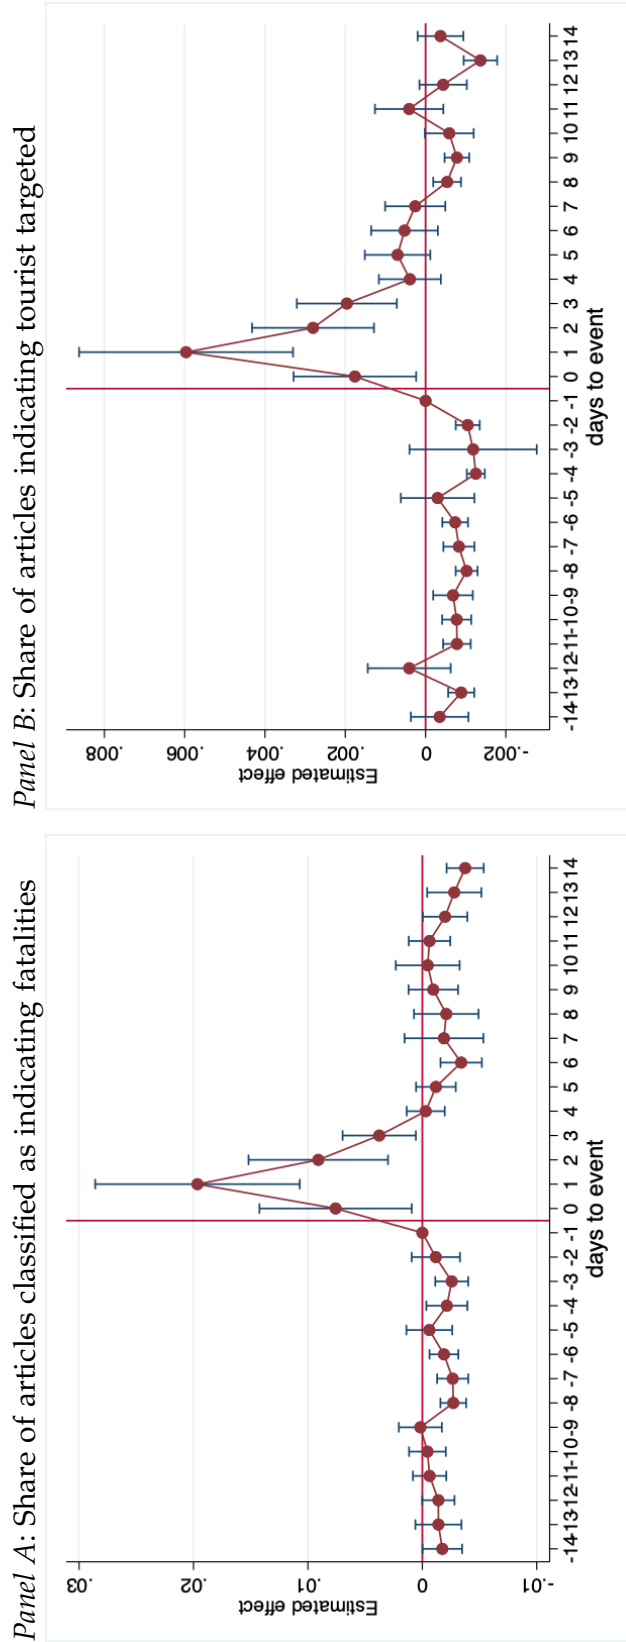 Panel A: Share of articles classified as indicating fatalities
Estimated effect
.03
.02
.01
0
-.01
-14-13-12-11-10-9 -8 -7 -6 -5 -4 -3 -2 -1 0 1 2 3 4 5 6 7 8 9 10 11 12 13 14
days to event
Panel B: Share of articles indicating tourist targeted
Estimated effect
.008
.006
.004
.002
0
-.002
-14-13-12-11-10-9 -8 -7 -6 -5 -4 -3 -2 -1 0 1 2 3 4 5 6 7 8 9 10 11 12 13 14
days to event